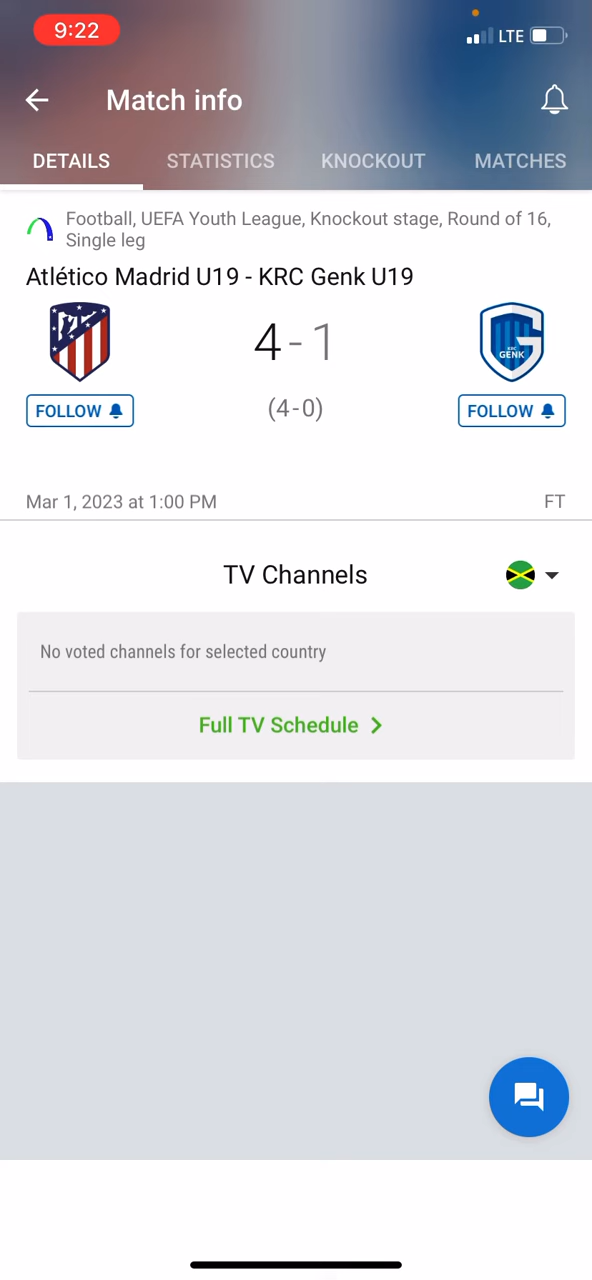 9:22
LTE
Match info
DETAILS
STATISTICS
KNOCKOUT
MATCHES
Football, UEFA Youth League, Knockout stage, Round of 16,
Single leg
Atlético Madrid U19 - KRC Genk U19
4-1
KRC
GENK
FOLLOW
(4-0)
FOLLOW
Mar 1, 2023 at 1:00 PM
FT
TV Channels
No voted channels for selected country
Full TV Schedule